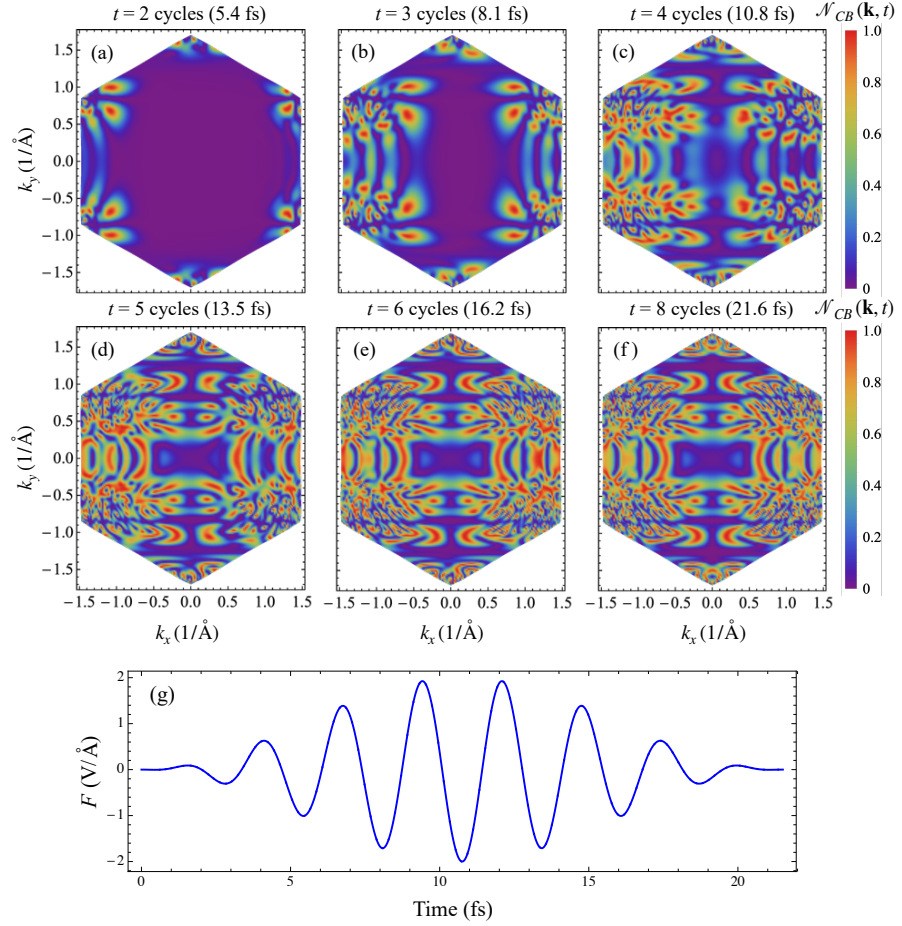 t = 2 cycles (5.4 fs) t = 3 cycles (8.1 fs) t = 4 cycles (10.8 fs) 𝒩CB(k, t)
(a) (b) (c)
1.5
1.0
0.5
0.0
−0.5
−1.0
−1.5
ky (1/Å)
1.0
0.8
0.6
0.4
0.2
0
t = 5 cycles (13.5 fs) t = 6 cycles (16.2 fs) t = 8 cycles (21.6 fs) 𝒩CB(k, t)
(d) (e) (f)
1.5
1.0
0.5
0.0
−0.5
−1.0
−1.5
ky (1/Å)
1.0
0.8
0.6
0.4
0.2
0
−1.5 −1.0 −0.5 0.0 0.5 1.0 1.5 −1.5 −1.0 −0.5 0.0 0.5 1.0 1.5 −1.5 −1.0 −0.5 0.0 0.5 1.0 1.5
kx (1/Å) kx (1/Å) kx (1/Å)
(g)
2
1
0
−1
−2
F (V/Å)
0 5 10 15 20
Time (fs)